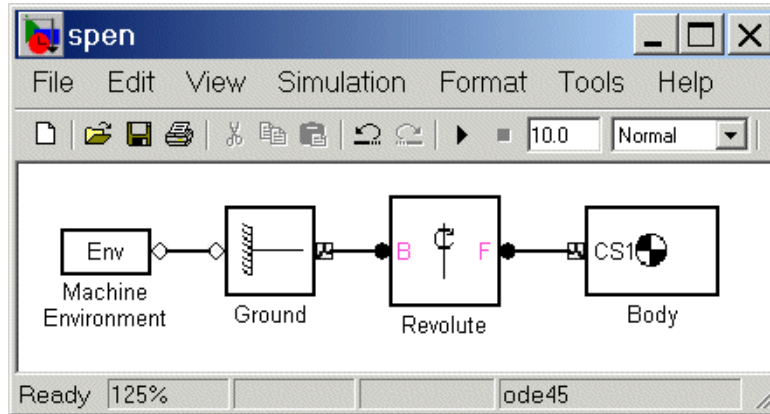 spen
File Edit View Simulation Format Tools Help
10.0 Normal
Env B F CS1
Machine Environment Ground Revolute Body
Ready 125% ode45